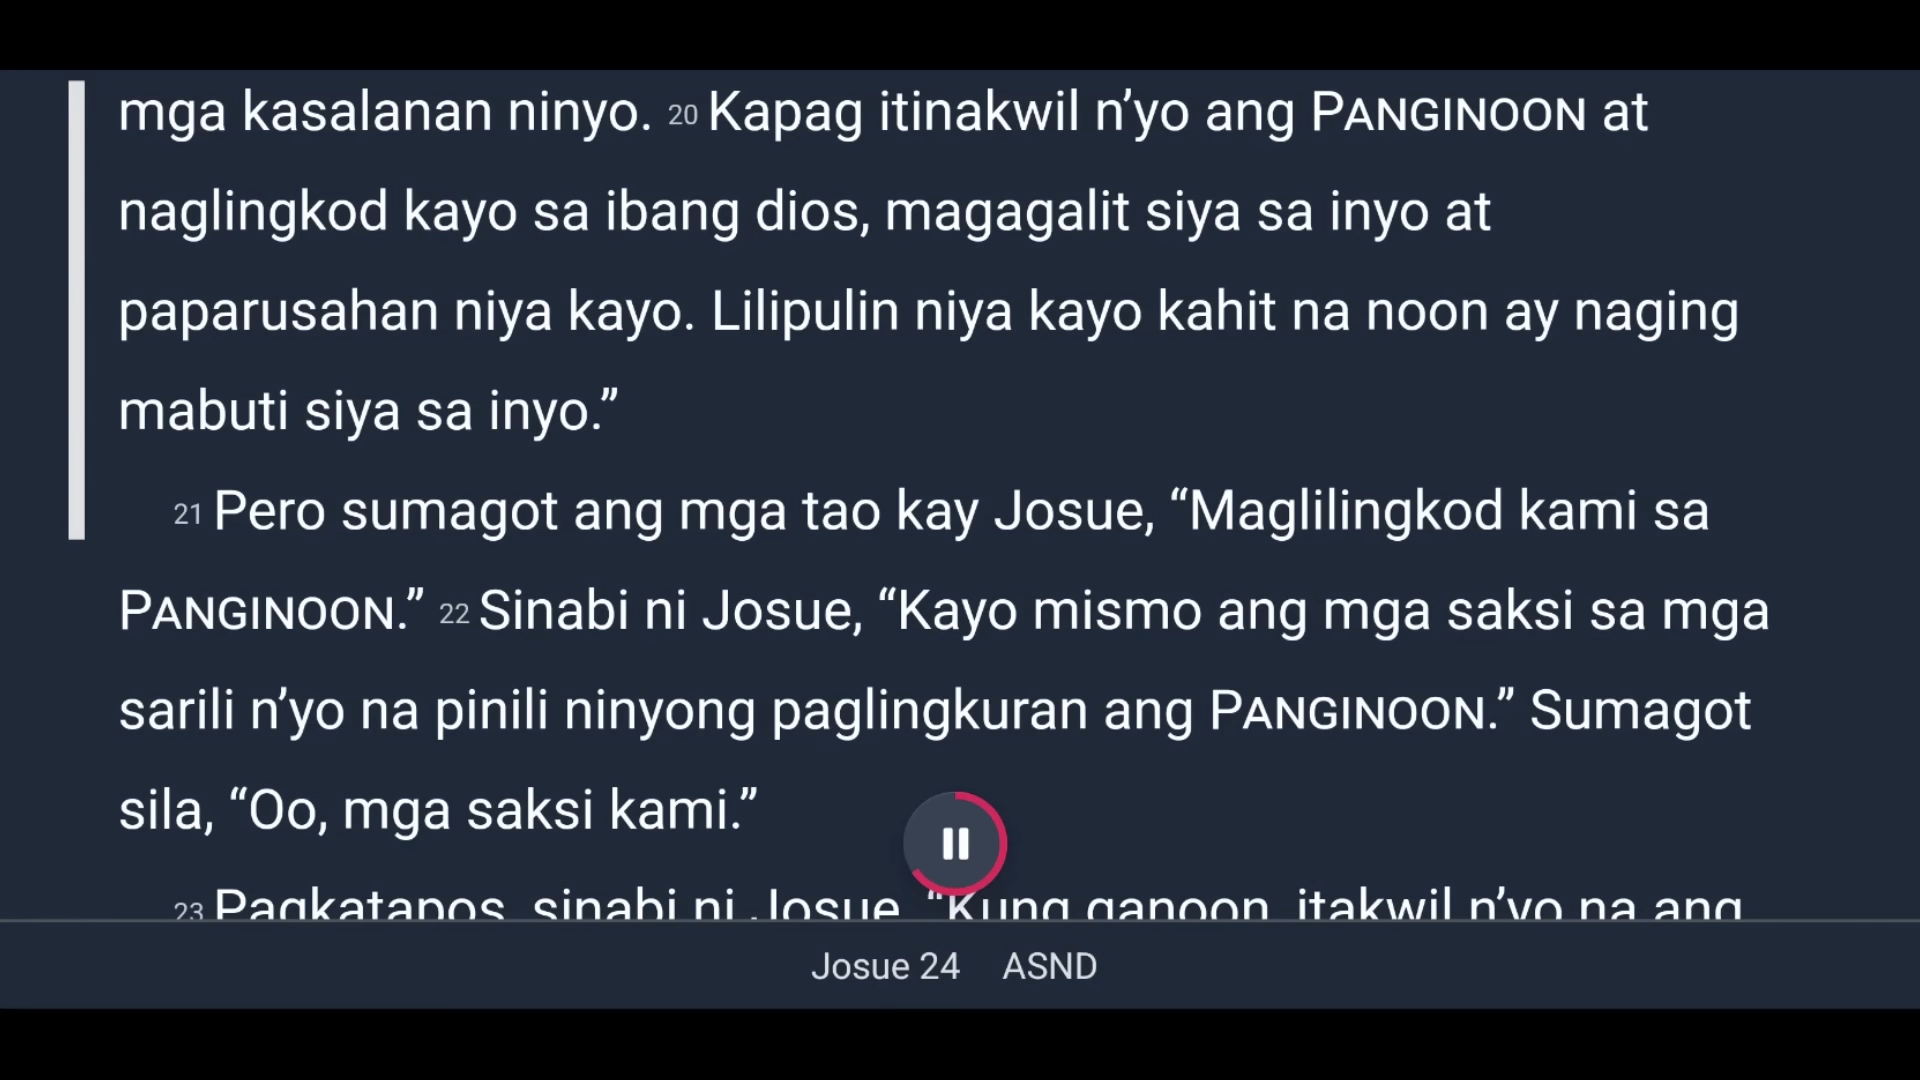 mga kasalanan ninyo. 20 Kapag itinakwil n’yo ang PANGINOON at
naglingkod kayo sa ibang dios, magagalit siya sa inyo at
paparusahan niya kayo. Lilipulin niya kayo kahit na noon ay naging
mabuti siya sa inyo.”
21 Pero sumagot ang mga tao kay Josue, “Maglilingkod kami sa
PANGINOON.” 22 Sinabi ni Josue, “Kayo mismo ang mga saksi sa mga
sarili n’yo na pinili ninyong paglingkuran ang PANGINOON.” Sumagot
sila, “Oo, mga saksi kami.”
23 Pagkatapos, sinabi ni Josue, “Kung ganoon, itakwil n’yo na ang
Josue 24 ASND